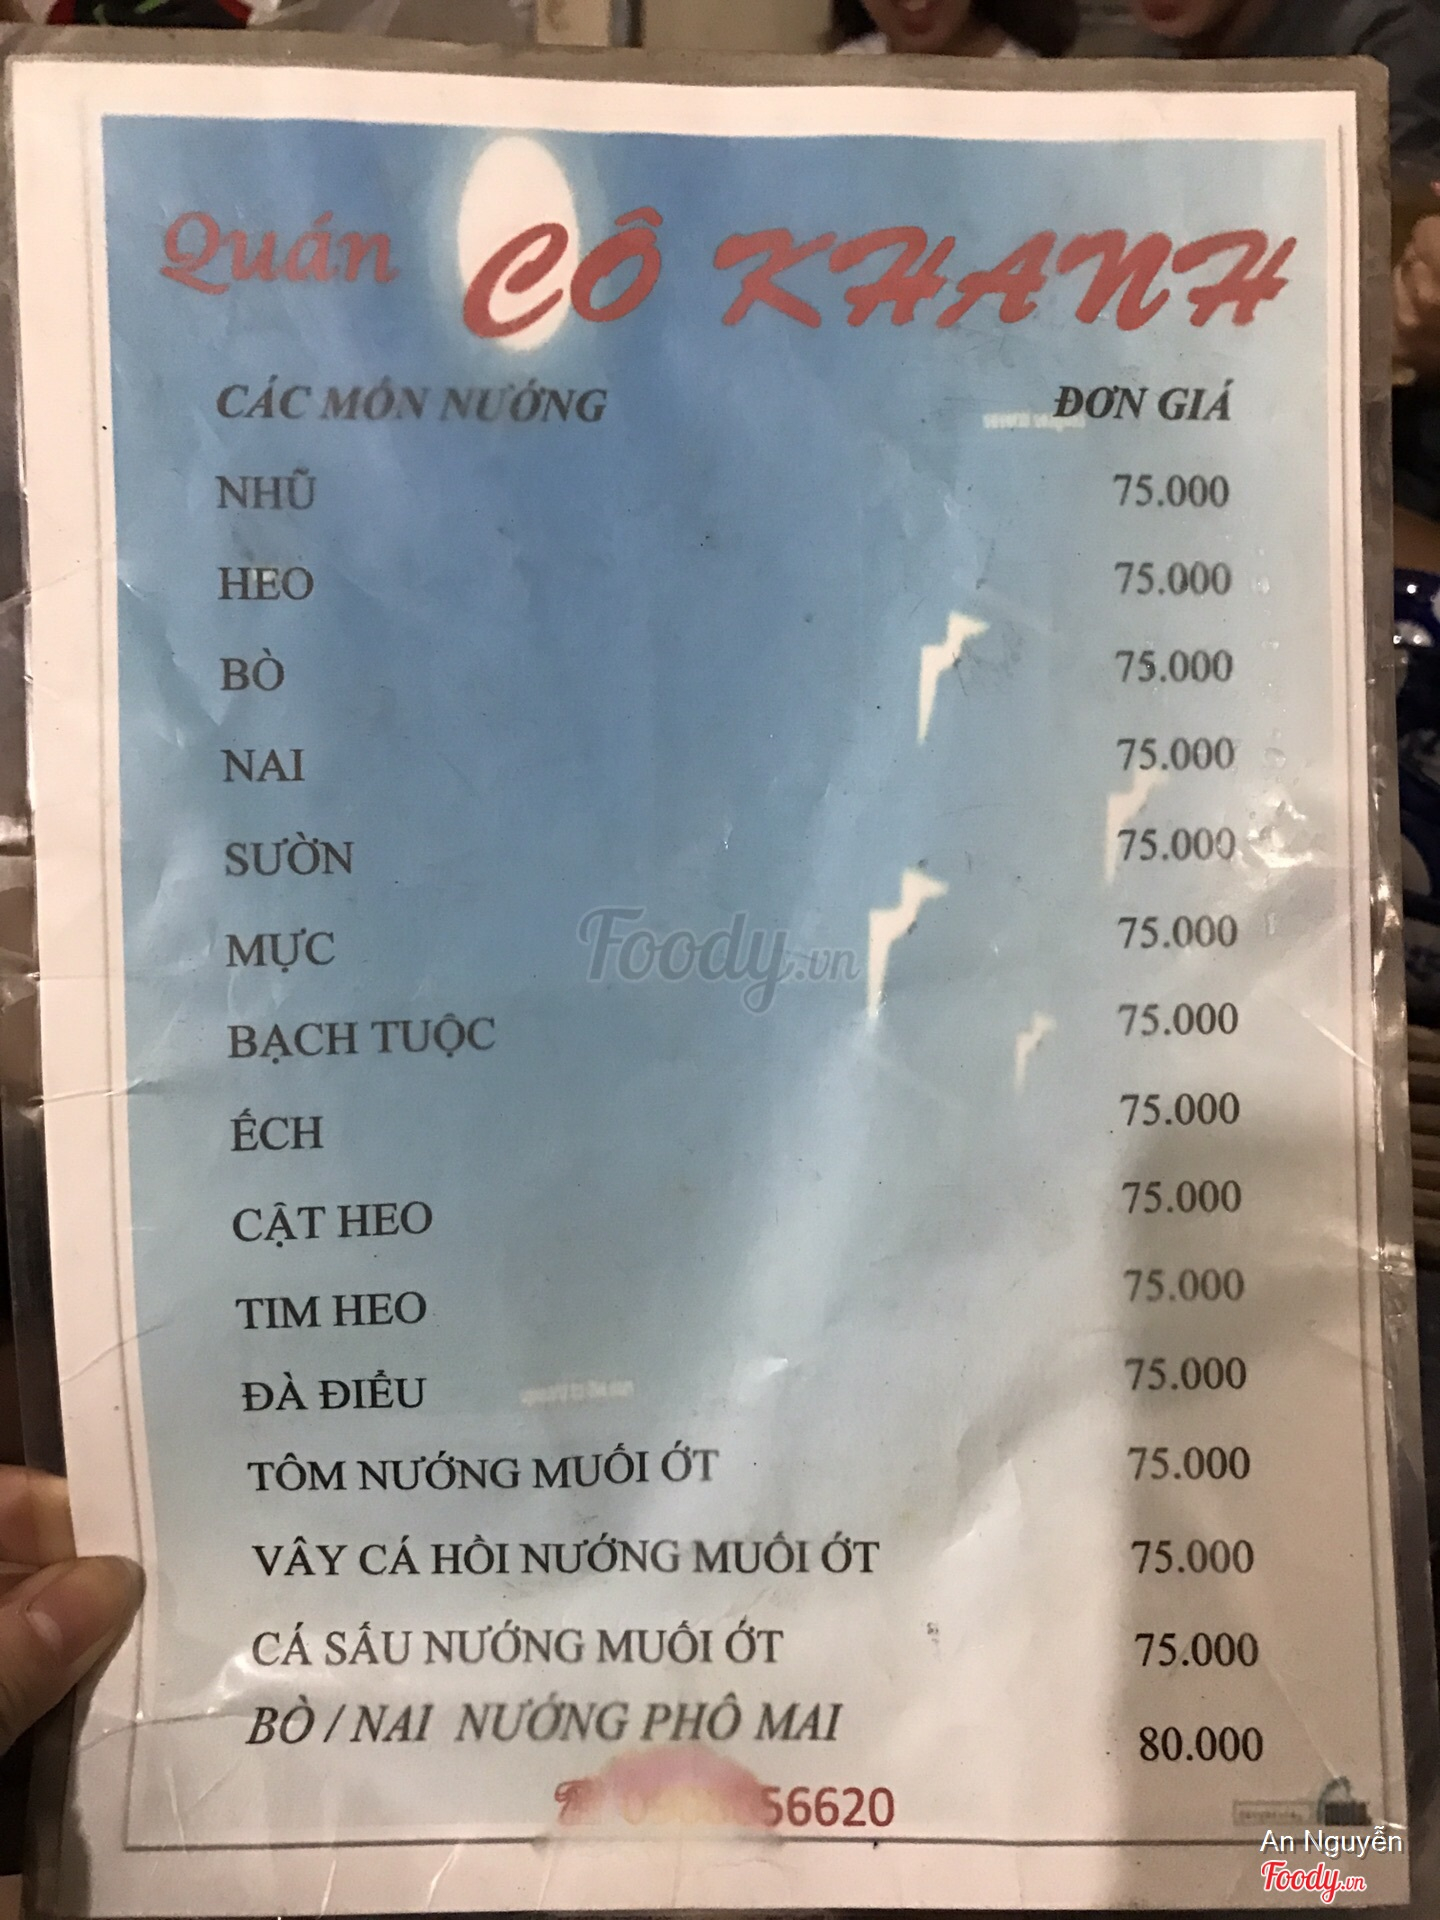 Quán CÔ KHANH
CÁC MÓN NƯỚNG ĐƠN GIÁ
NHŨ 75.000
HEO 75.000
BÒ 75.000
NAI 75.000
SƯỜN 75.000
MỰC 75.000
BẠCH TUỘC 75.000
ẾCH 75.000
CẬT HEO 75.000
TIM HEO 75.000
ĐÀ ĐIỂU 75.000
TÔM NƯỚNG MUỐI ỚT 75.000
VÂY CÁ HỒI NƯỚNG MUỐI ỚT 75.000
CÁ SẤU NƯỚNG MUỐI ỚT 75.000
BÒ / NAI NƯỚNG PHÔ MAI 80.000
Foody.vn
An Nguyễn
Foody.vn